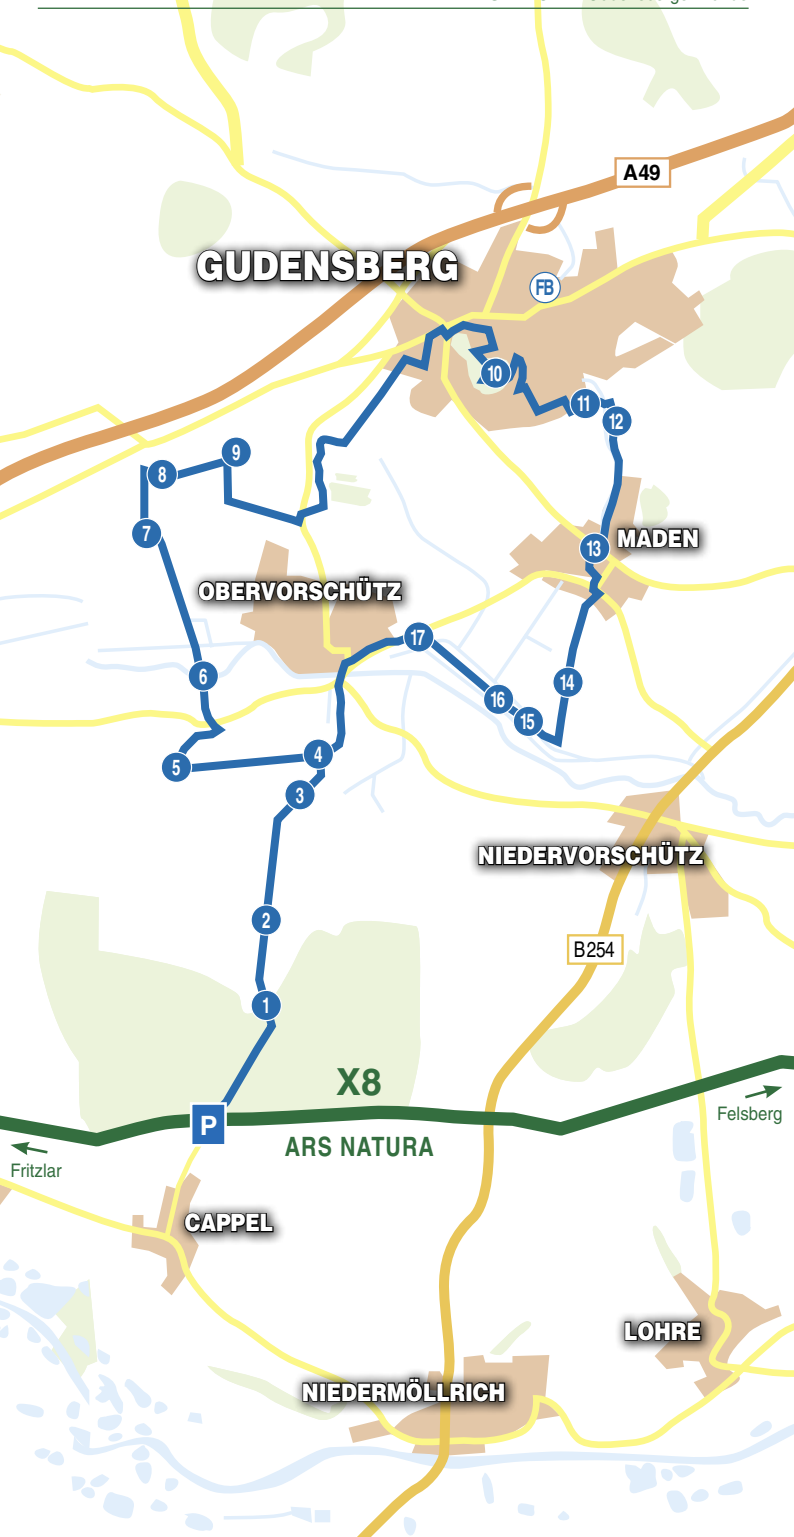 A49
GUDENSBERG
FB
10
11
12
9
8
7
13
MADEN
OBERVORSCHÜTZ
17
6
14
16
15
5
4
3
NIEDERVORSCHÜTZ
2
B254
1
X8
P
Felsberg
ARS NATURA
Fritzlar
CAPPEL
LOHRE
NIEDERMÖLLRICH